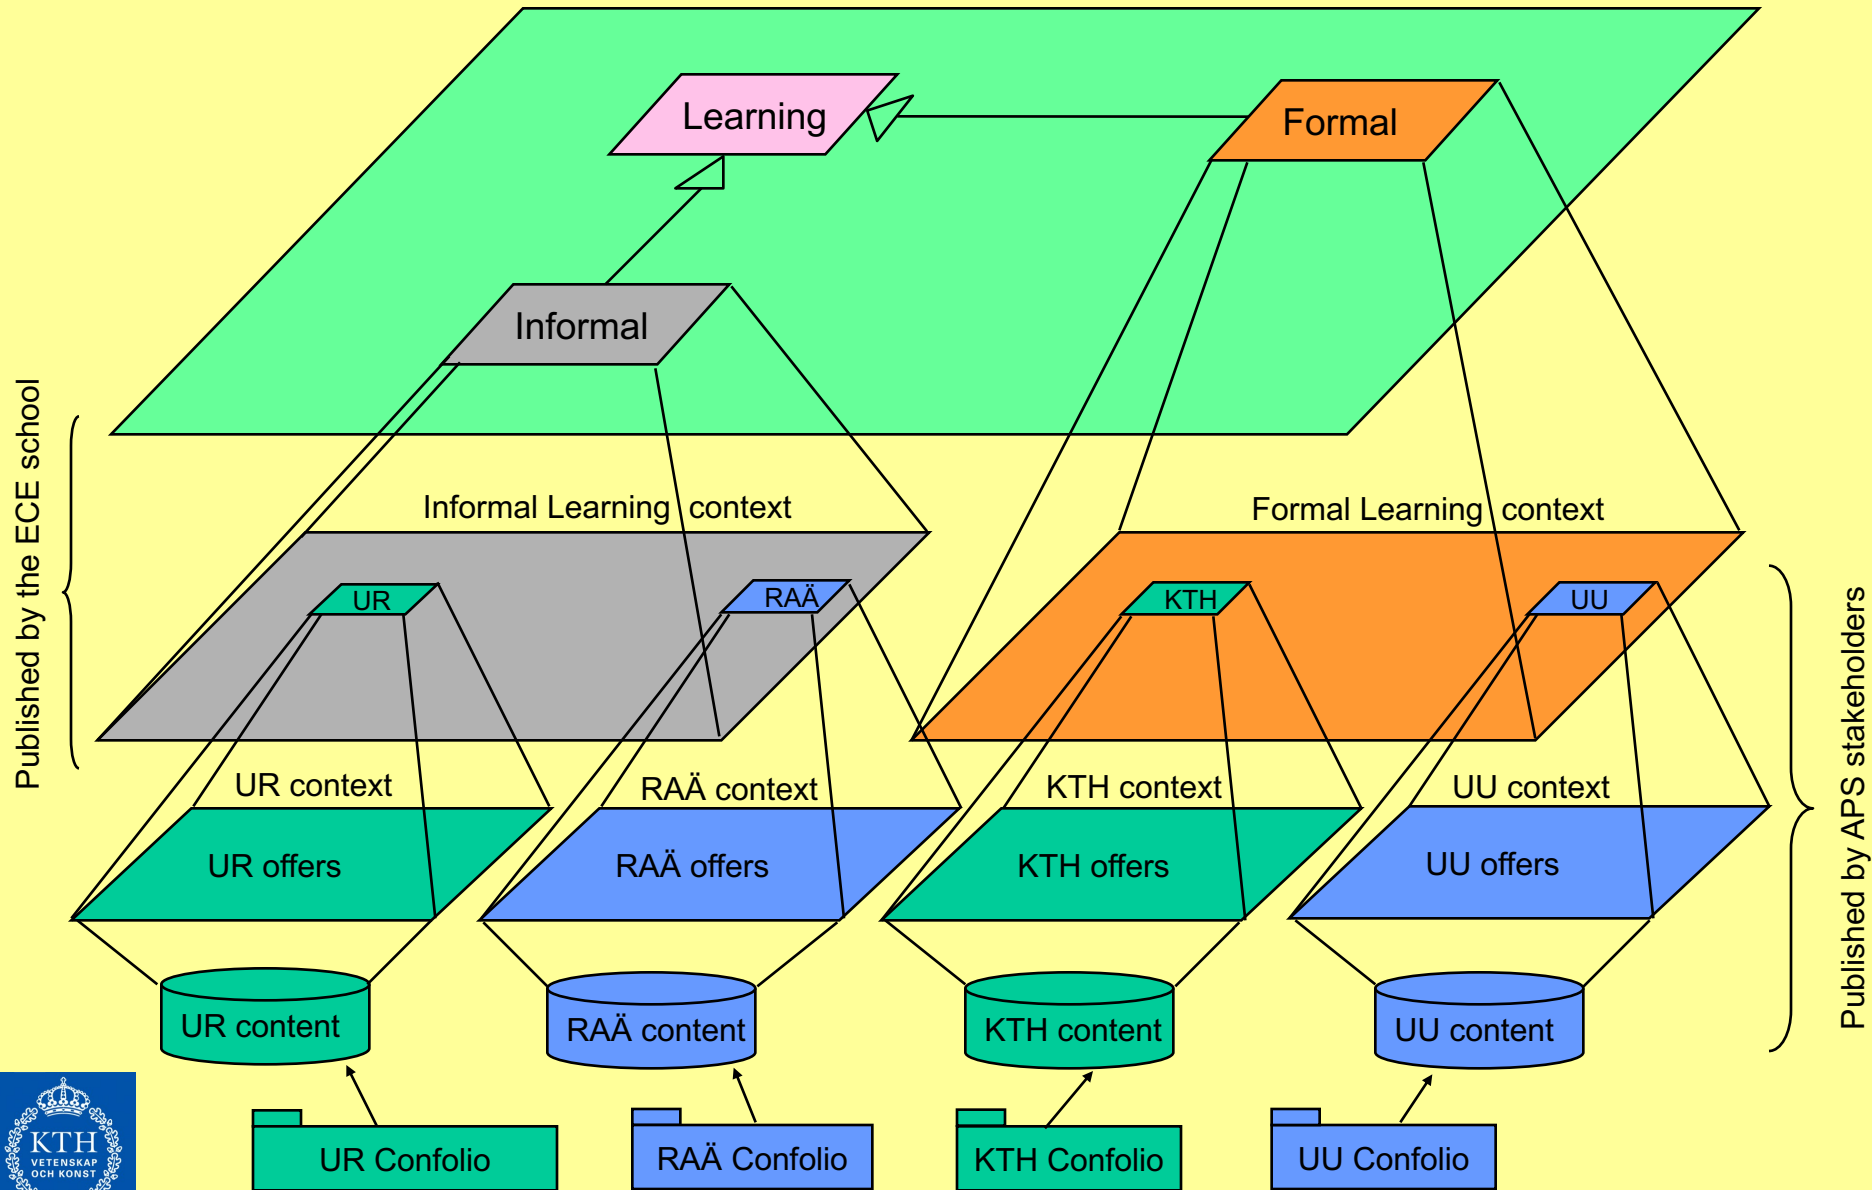 Learning
Formal
Informal
Published by the ECE school
Informal Learning context
Formal Learning context
UR
RAÄ
KTH
UU
UR context
RAÄ context
KTH context
UU context
UR offers
RAÄ offers
KTH offers
UU offers
Published by APS stakeholders
UR content
RAÄ content
KTH content
UU content
UR Confolio
RAÄ Confolio
KTH Confolio
UU Confolio
KTH
VETENSKAP
OCH KONST